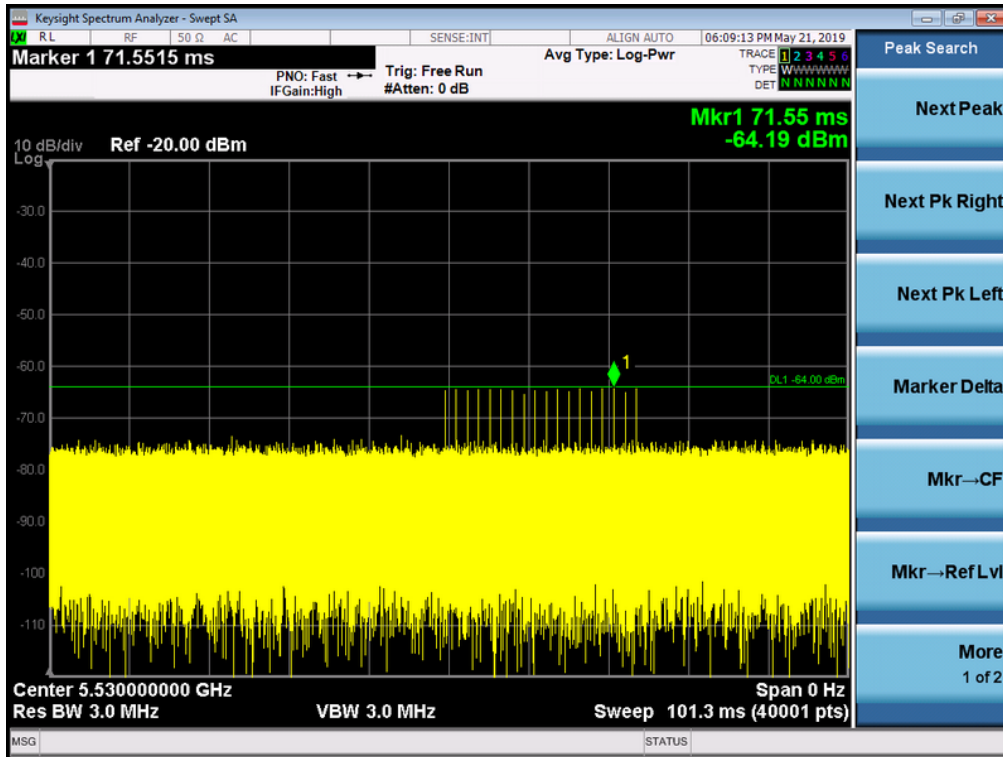 Keysight Spectrum Analyzer - Swept SA
LXI RL RF 50 Ω AC SENSE:INT ALIGN AUTO 06:09:13 PM May 21, 2019
Marker 1 71.5515 ms
PNO: Fast
IFGain:High
Trig: Free Run
#Atten: 0 dB
Avg Type: Log-Pwr
TRACE 1 2 3 4 5 6
TYPE WWWWWW
DET N N N N N N
Mkr1 71.55 ms
-64.19 dBm
10 dB/div Ref -20.00 dBm
Log
-30.0
-40.0
-50.0
-60.0
1
DL1 -64.00 dBm
-70.0
-80.0
-90.0
-100
-110
Center 5.530000000 GHz Span 0 Hz
Res BW 3.0 MHz VBW 3.0 MHz Sweep 101.3 ms (40001 pts)
MSG STATUS
Peak Search
Next Peak
Next Pk Right
Next Pk Left
Marker Delta
Mkr→CF
Mkr→Ref Lvl
More
1 of 2